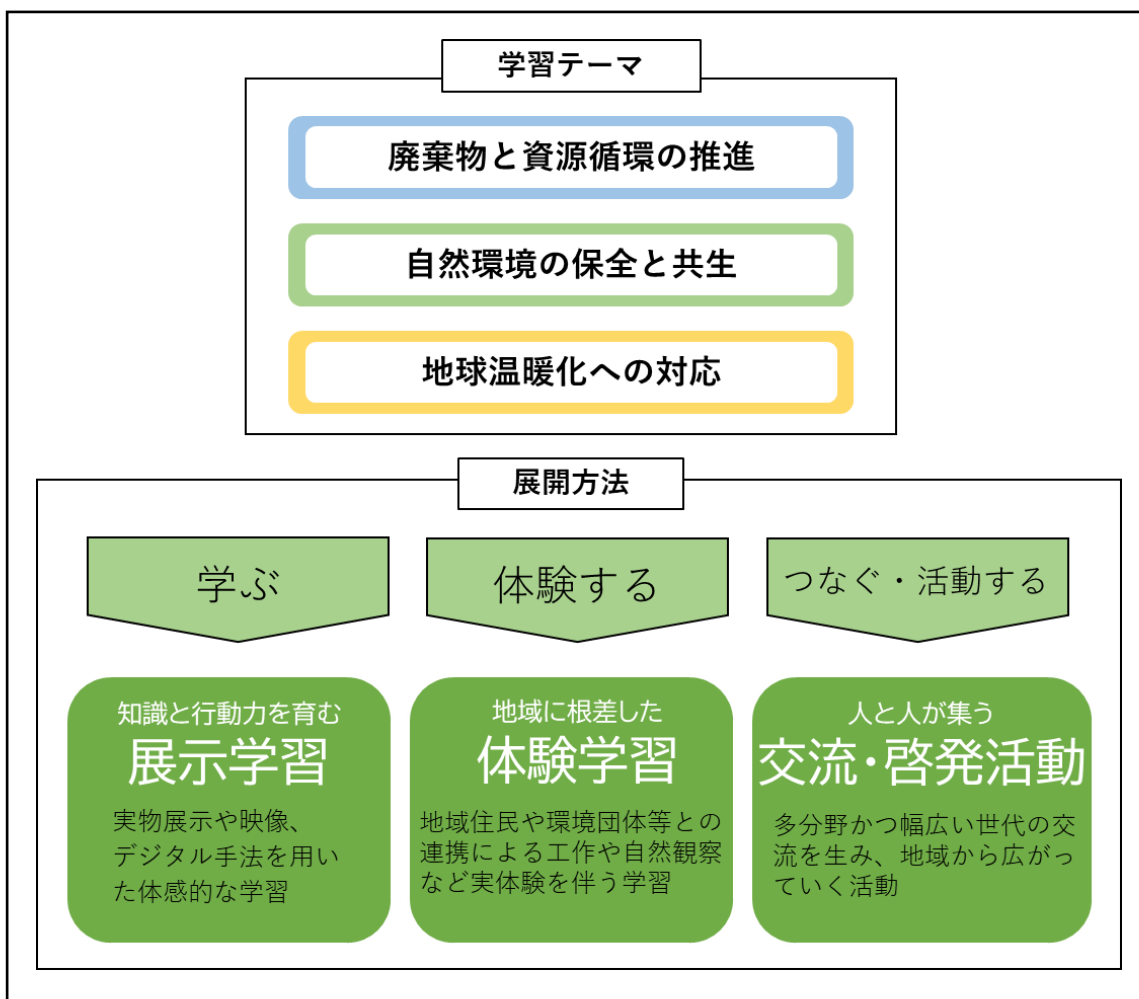 学習テーマ
廃棄物と資源循環の推進
自然環境の保全と共生
地球温暖化への対応
展開方法
学ぶ
体験する
つなぐ・活動する
知識と行動力を育む
展示学習
実物展示や映像、
デジタル手法を用い
た体感的な学習
地域に根差した
体験学習
地域住民や環境団体等との
連携による工作や自然観察
など実体験を伴う学習
人と人が集う
交流・啓発活動
多分野かつ幅広い世代の交
流を生み、地域から広がっ
ていく活動